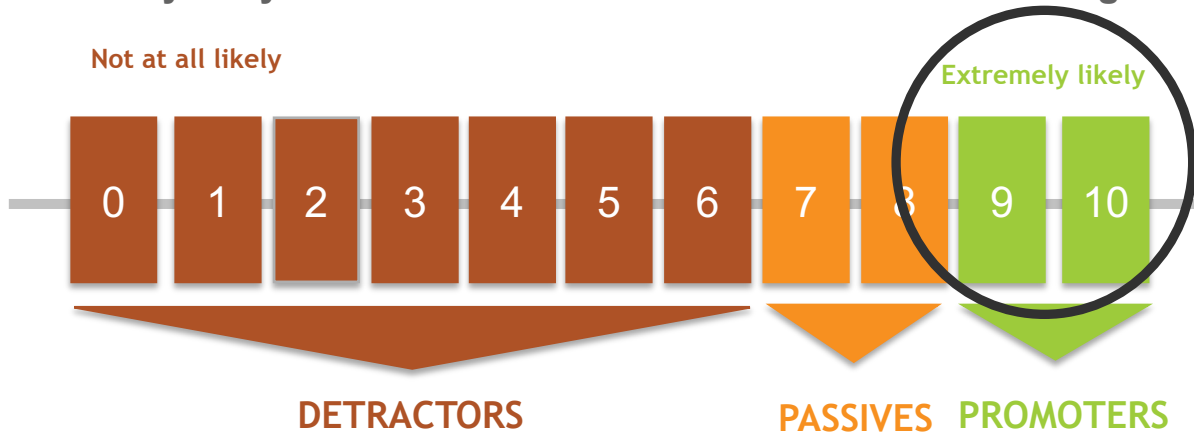 Not at all likely
Extremely likely
0 1 2 3 4 5 6 7 8 9 10
DETRACTORS PASSIVES PROMOTERS